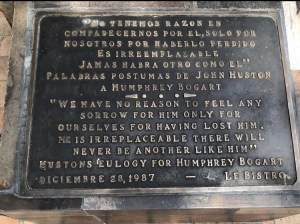 "NO TENEMOS RAZON EN
COMPADECERNOS POR EL, SOLO POR
NOSOTROS POR HABERLO PERDIDO
ES IRREEMPLAZABLE
JAMAS HABRA OTRO COMO EL"
PALABRAS POSTUMAS DE JOHN HUSTON
A HUMPHREY BOGART
"WE HAVE NO REASON TO FEEL ANY
SORROW FOR HIM ONLY FOR
OURSELVES FOR HAVING LOST HIM.
HE IS IRREPLACEABLE THERE WILL
NEVER BE ANOTHER LIKE HIM"
HUSTONS EULOGY FOR HUMPHREY BOGART
DICIEMBRE 28, 1987 — LE BISTRO